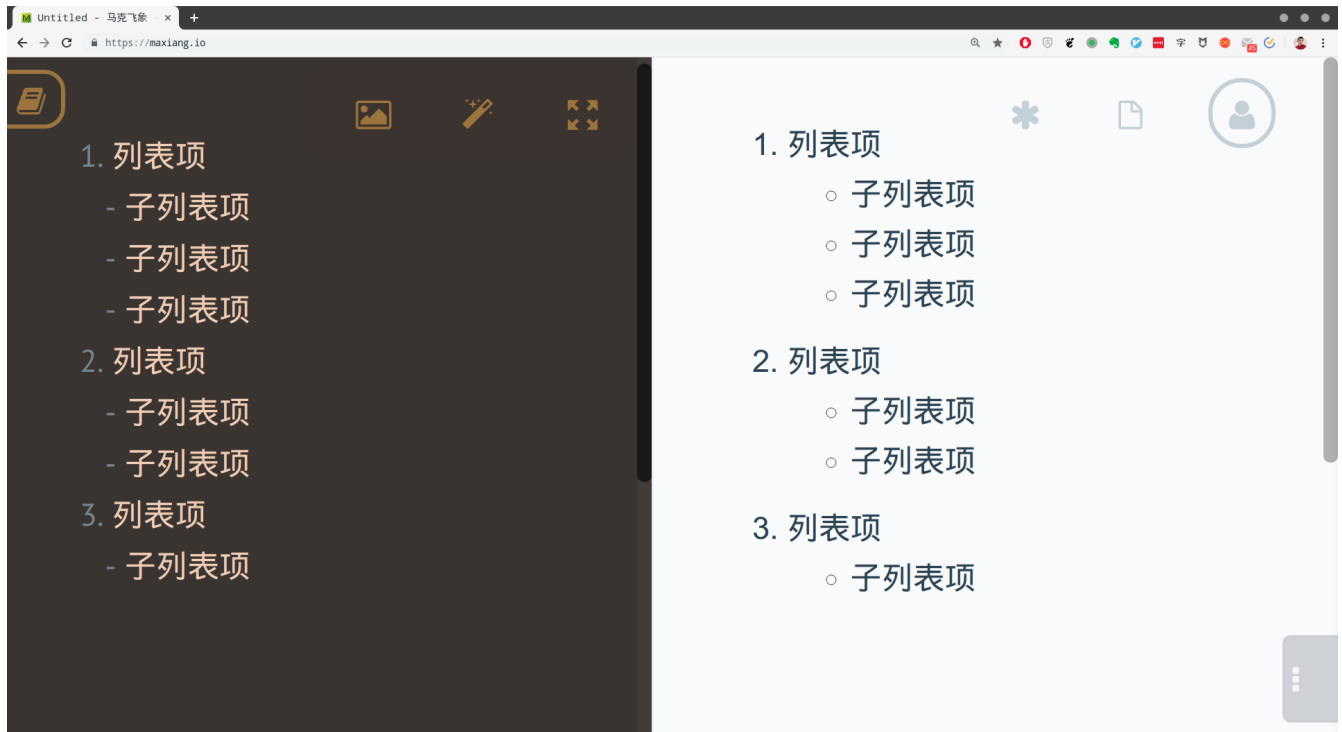 Untitled - 马克飞象
https://maxiang.io
字
45
1. 列表项
- 子列表项
- 子列表项
- 子列表项
2. 列表项
- 子列表项
- 子列表项
3. 列表项
- 子列表项
1. 列表项
子列表项
子列表项
子列表项
2. 列表项
子列表项
子列表项
3. 列表项
子列表项